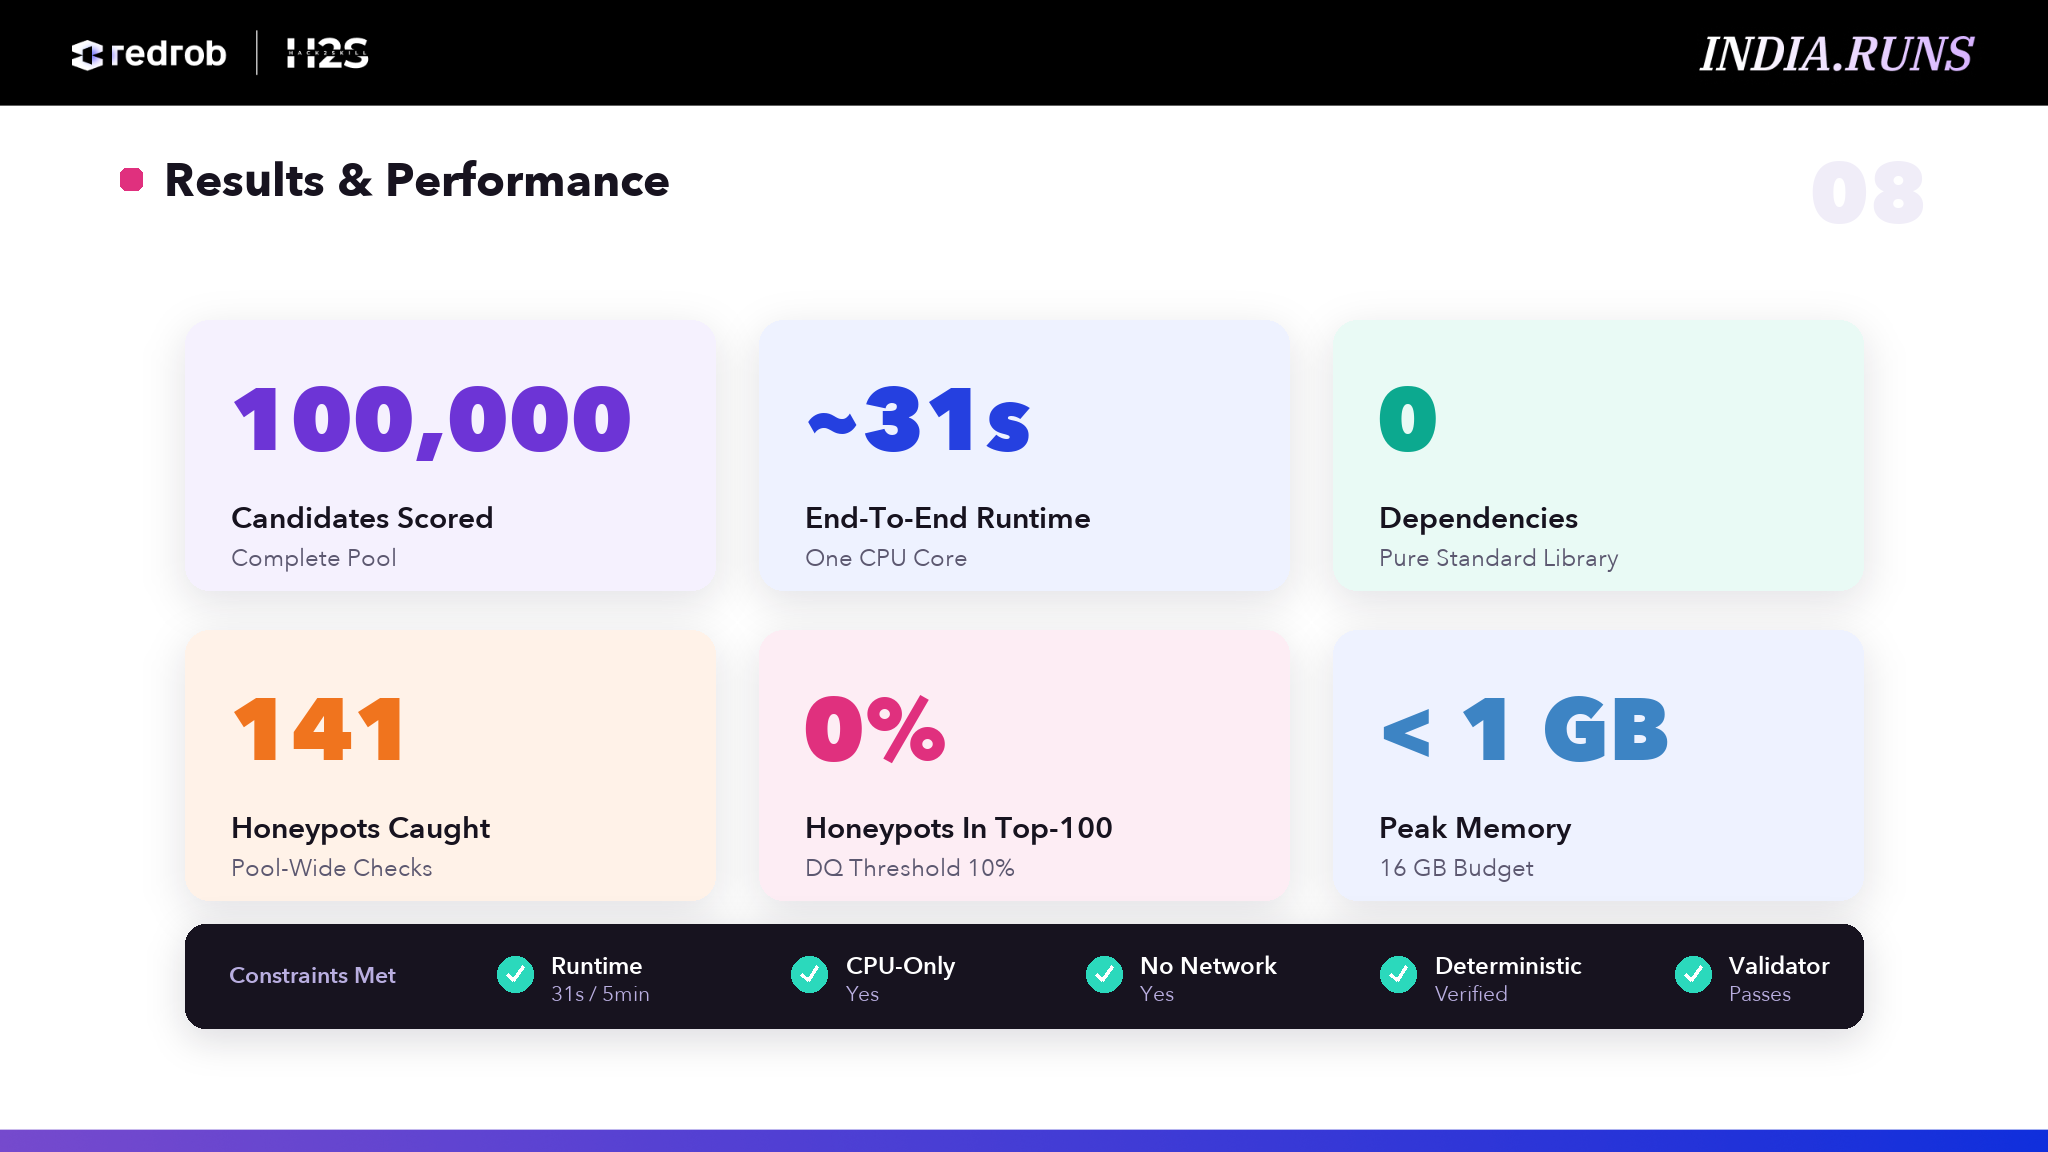 redrob
H2S
HACK2SKILL
INDIA.RUNS
Results & Performance
08
100,000
Candidates Scored
Complete Pool
~31s
End-To-End Runtime
One CPU Core
0
Dependencies
Pure Standard Library
141
Honeypots Caught
Pool-Wide Checks
0%
Honeypots In Top-100
DQ Threshold 10%
< 1 GB
Peak Memory
16 GB Budget
Constraints Met
Runtime
31s / 5min
CPU-Only
Yes
No Network
Yes
Deterministic
Verified
Validator
Passes